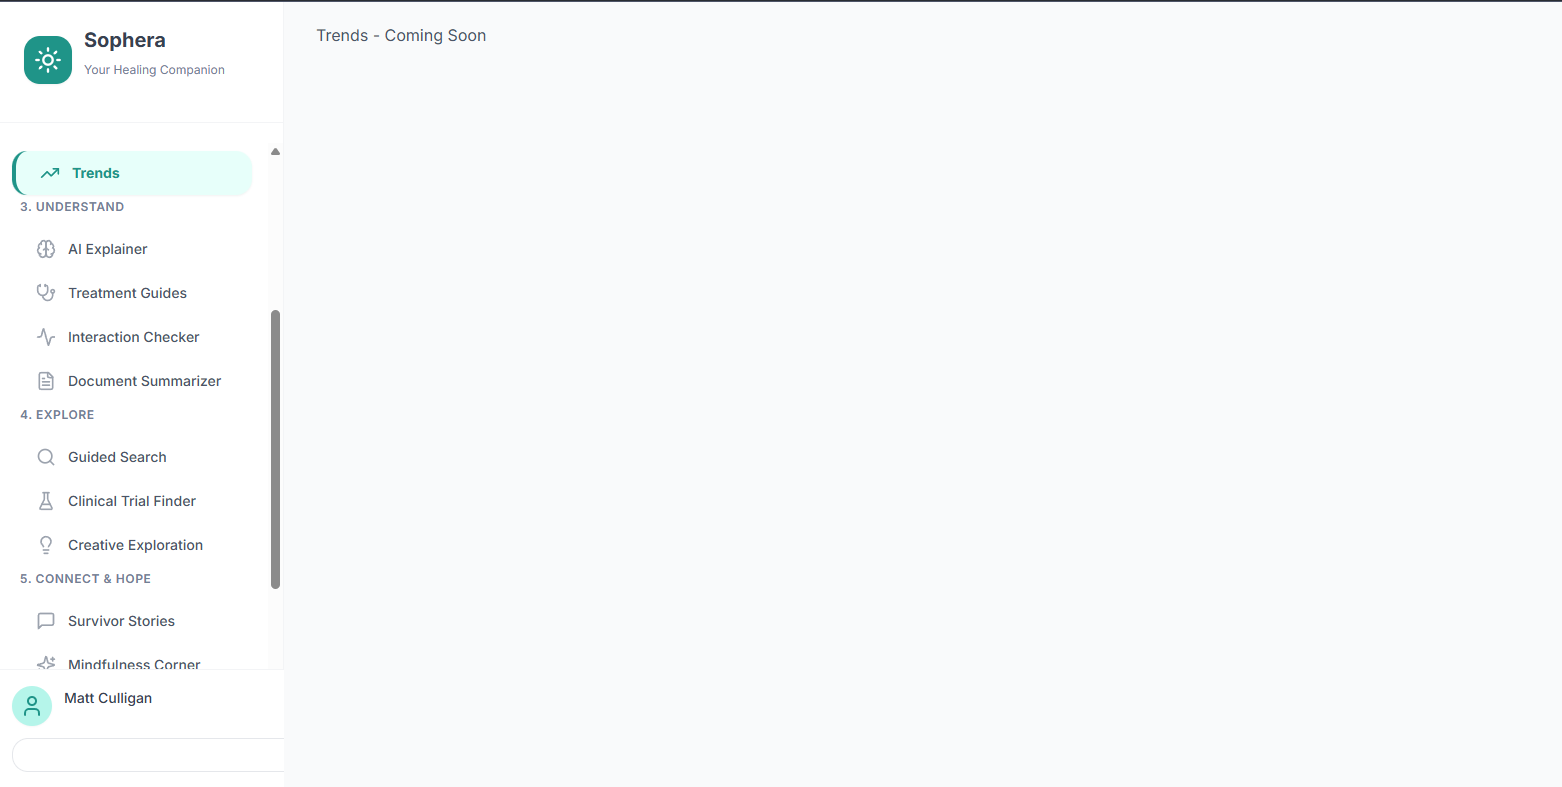 Sophera
Your Healing Companion
Trends - Coming Soon
Trends
3. UNDERSTAND
AI Explainer
Treatment Guides
Interaction Checker
Document Summarizer
4. EXPLORE
Guided Search
Clinical Trial Finder
Creative Exploration
5. CONNECT & HOPE
Survivor Stories
Mindfulness Corner
Matt Culligan